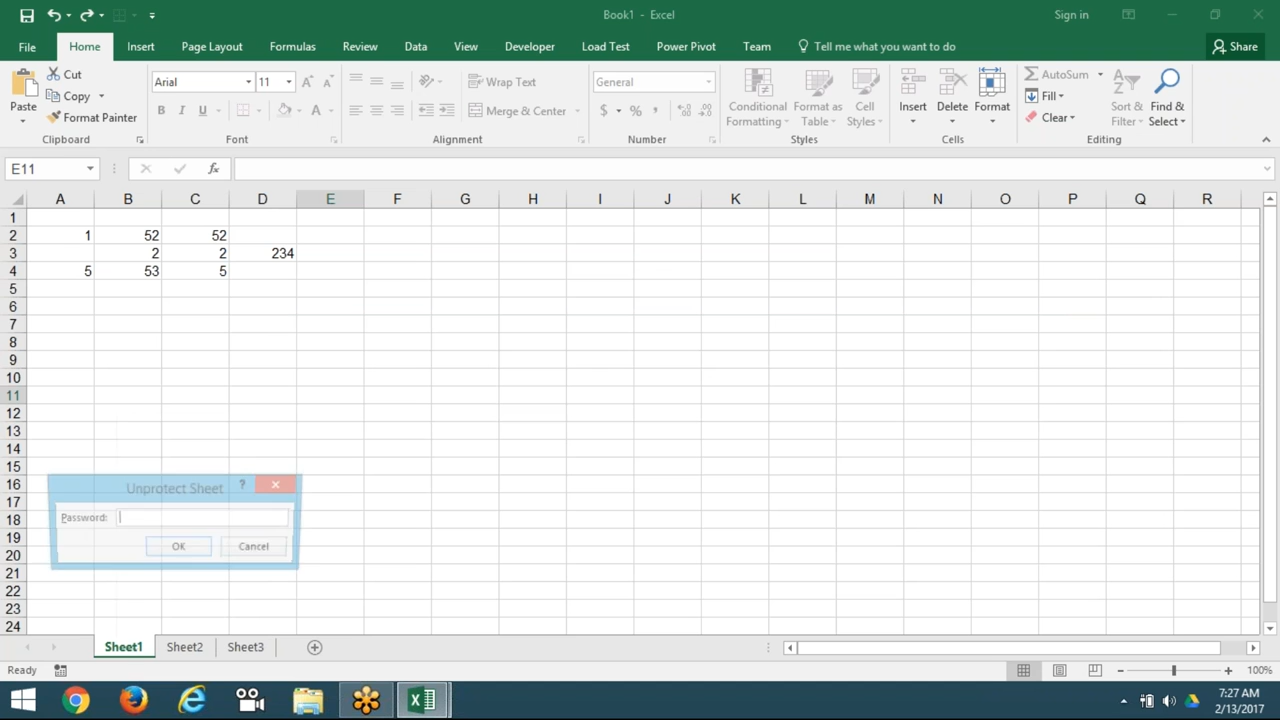 Book1 - Excel
Sign in
File Home Insert Page Layout Formulas Review Data View Developer Load Test Power Pivot Team Tell me what you want to do Share
Cut
Copy
Format Painter
Paste
Clipboard
Arial 11
B I U A
Font
Wrap Text
Merge & Center
Alignment
General
$ % ,
Number
Conditional Formatting
Format as Table
Cell Styles
Styles
Insert
Delete
Format
Cells
AutoSum
Fill
Clear
Sort & Filter
Find & Select
Editing
E11
fx
A B C D E F G H I J K L M N O P Q R
1
2 1 52 52
3 2 2 234
4 5 53 5
5
6
7
8
9
10
11
12
13
14
15
16
17
18
19
20
21
22
23
24
Unprotect Sheet ?
Password:
OK Cancel
Sheet1 Sheet2 Sheet3
Ready
100%
7:27 AM
2/13/2017